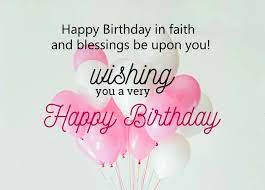 Happy Birthday in faith
and blessings be upon you!
wishing
you a very
Happy Birthday